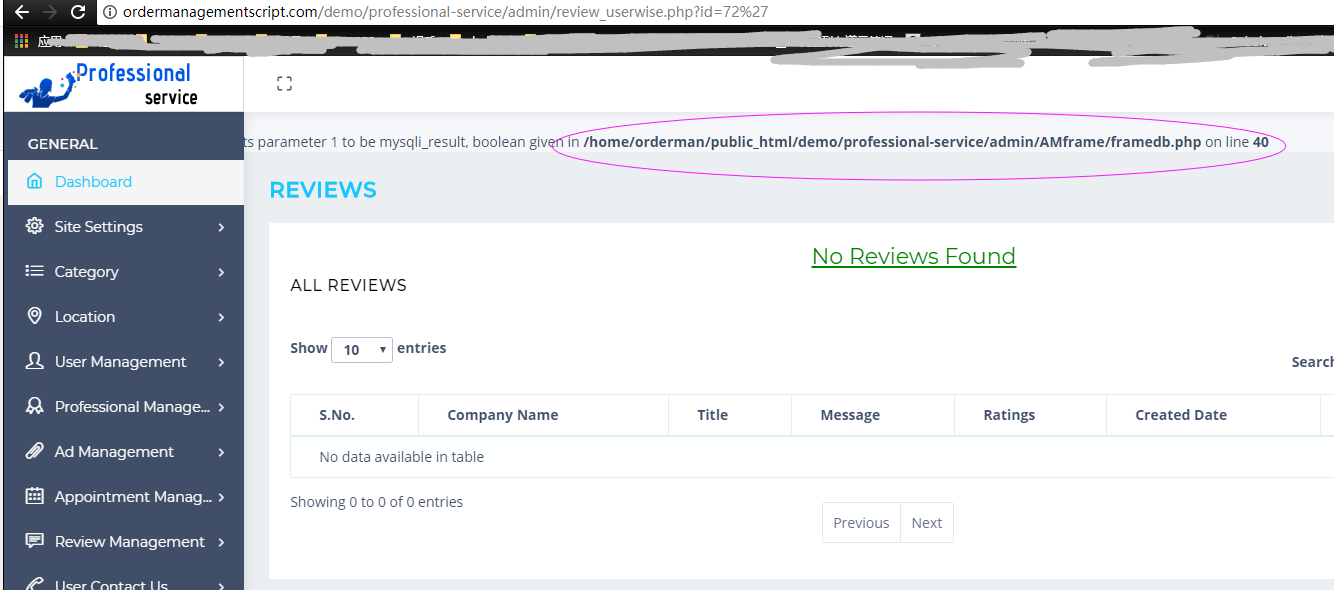 ordermanagementscript.com/demo/professional-service/admin/review_userwise.php?id=72%27
应用
Professional
service
GENERAL
ts parameter 1 to be mysqli_result, boolean given in /home/orderman/public_html/demo/professional-service/admin/AMframe/framedb.php on line 40
Dashboard
REVIEWS
Site Settings
No Reviews Found
Category
ALL REVIEWS
Location
Show 10 entries
User Management
Search
Professional Manage...
S.No. Company Name Title Message Ratings Created Date
Ad Management
No data available in table
Appointment Manag...
Showing 0 to 0 of 0 entries
Previous Next
Review Management
User Contact Us